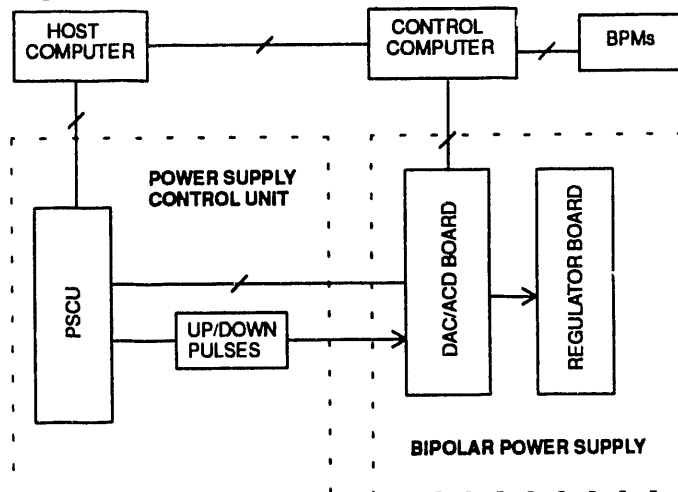 HOST
COMPUTER
CONTROL
COMPUTER
BPMs
POWER SUPPLY
CONTROL UNIT
PSCU
UP/DOWN
PULSES
DAC/ACD BOARD
REGULATOR BOARD
BIPOLAR POWER SUPPLY